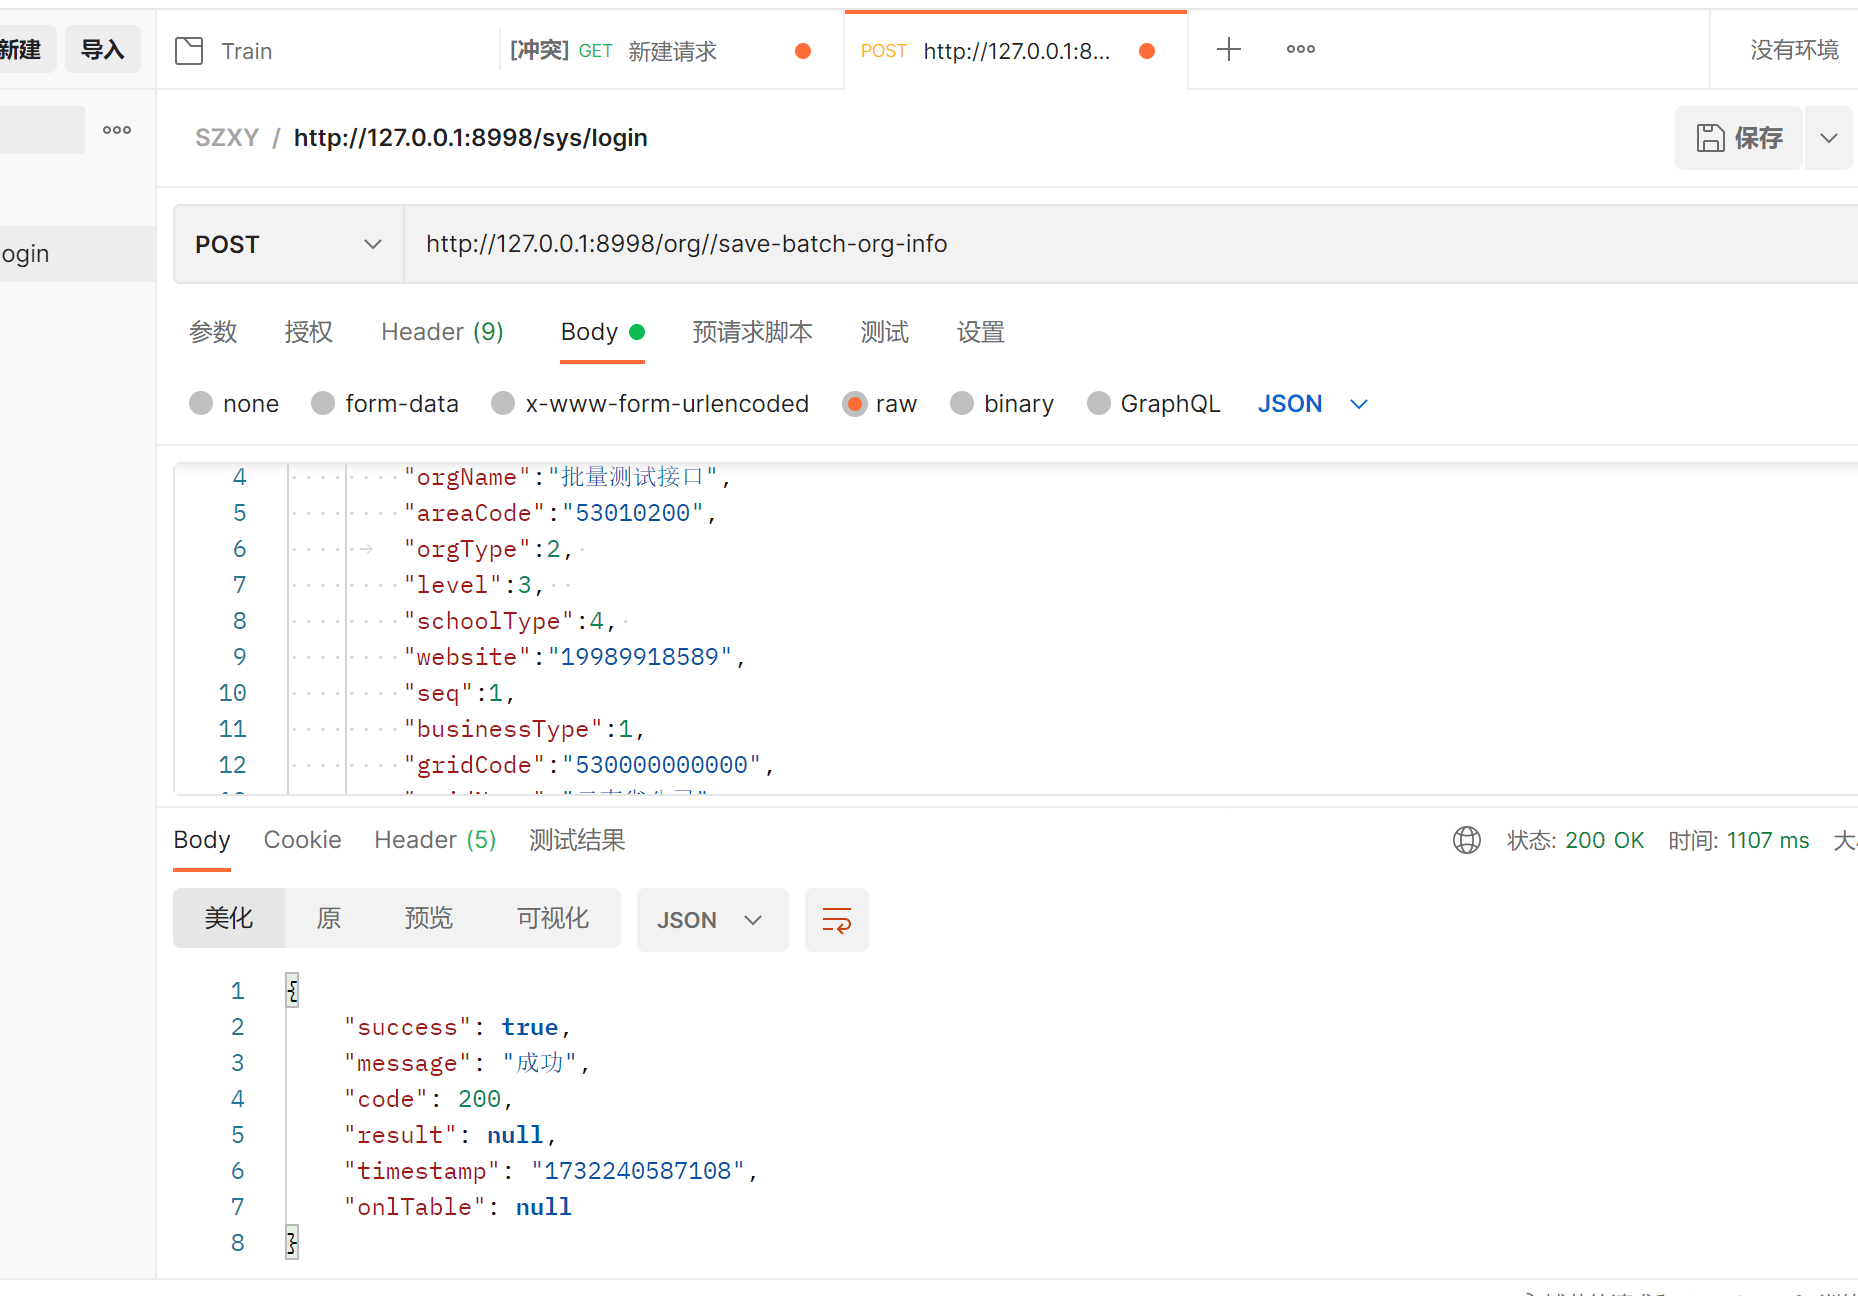 新建 导入 Train [冲突] GET 新建请求 POST http://127.0.0.1:8... 没有环境
SZXY / http://127.0.0.1:8998/sys/login 保存
ogin
POST http://127.0.0.1:8998/org//save-batch-org-info
参数 授权 Header (9) Body 预请求脚本 测试 设置
none form-data x-www-form-urlencoded raw binary GraphQL JSON
4 "orgName":"批量测试接口",
5 "areaCode":"53010200",
6 "orgType":2,
7 "level":3,
8 "schoolType":4,
9 "website":"19989918589",
10 "seq":1,
11 "businessType":1,
12 "gridCode":"530000000000",
Body Cookie Header (5) 测试结果 状态: 200 OK 时间: 1107 ms 大
美化 原 预览 可视化 JSON
1 {
2 "success": true,
3 "message": "成功",
4 "code": 200,
5 "result": null,
6 "timestamp": "1732240587108",
7 "onlTable": null
8 }